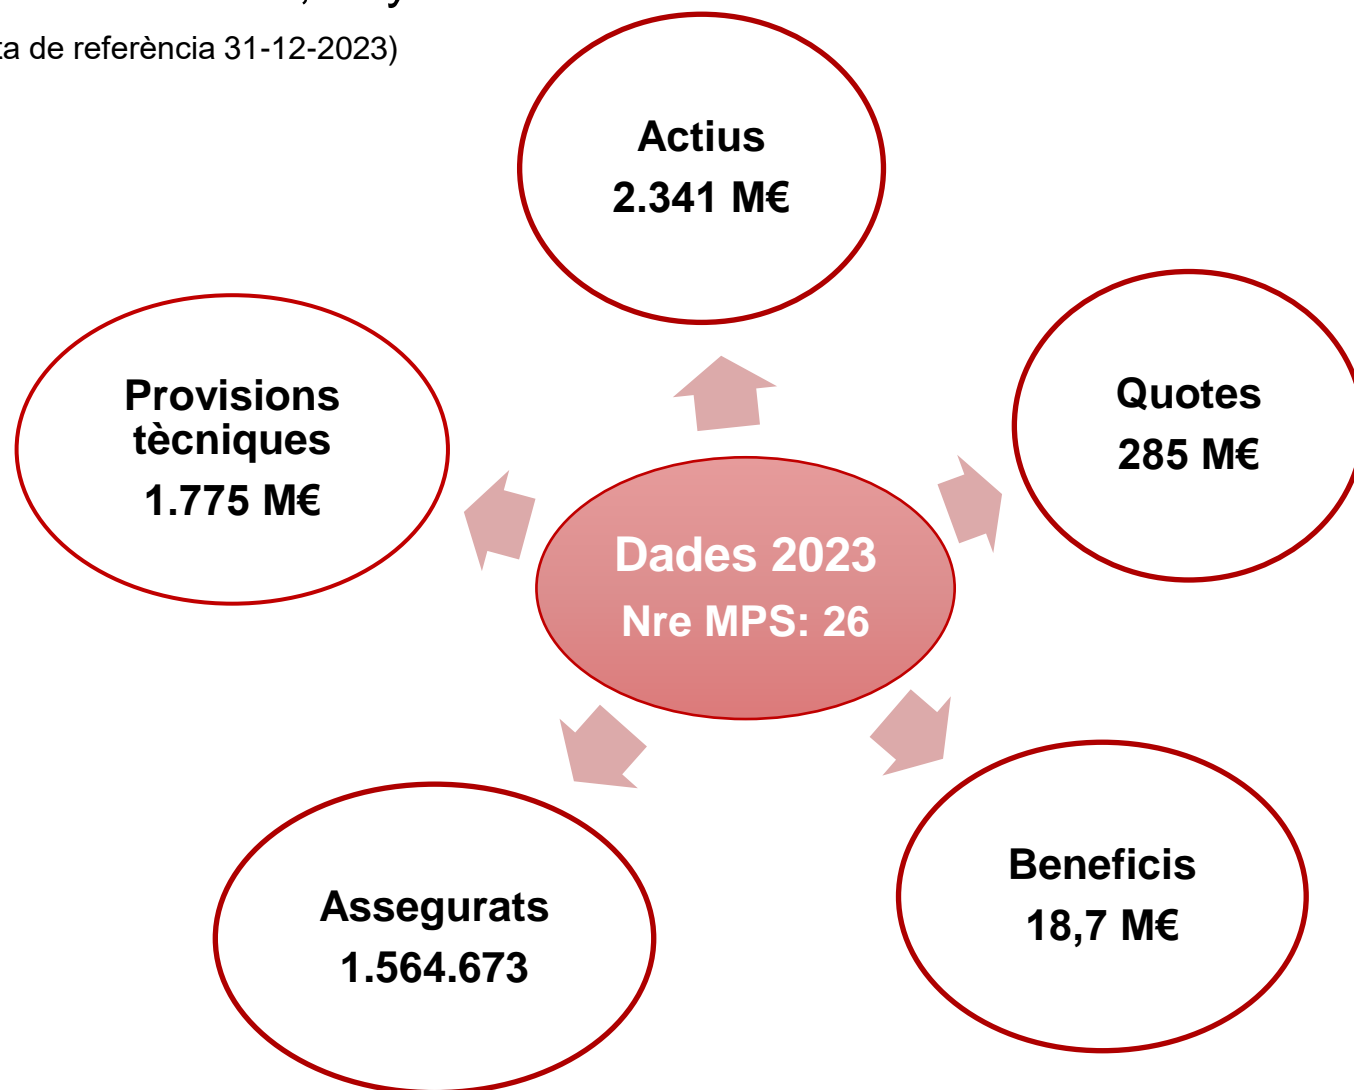 ta de referència 31-12-2023)
Actius
2.341 M€
Quotes
285 M€
Provisions
tècniques
1.775 M€
Dades 2023
Nre MPS: 26
Beneficis
18,7 M€
Assegurats
1.564.673